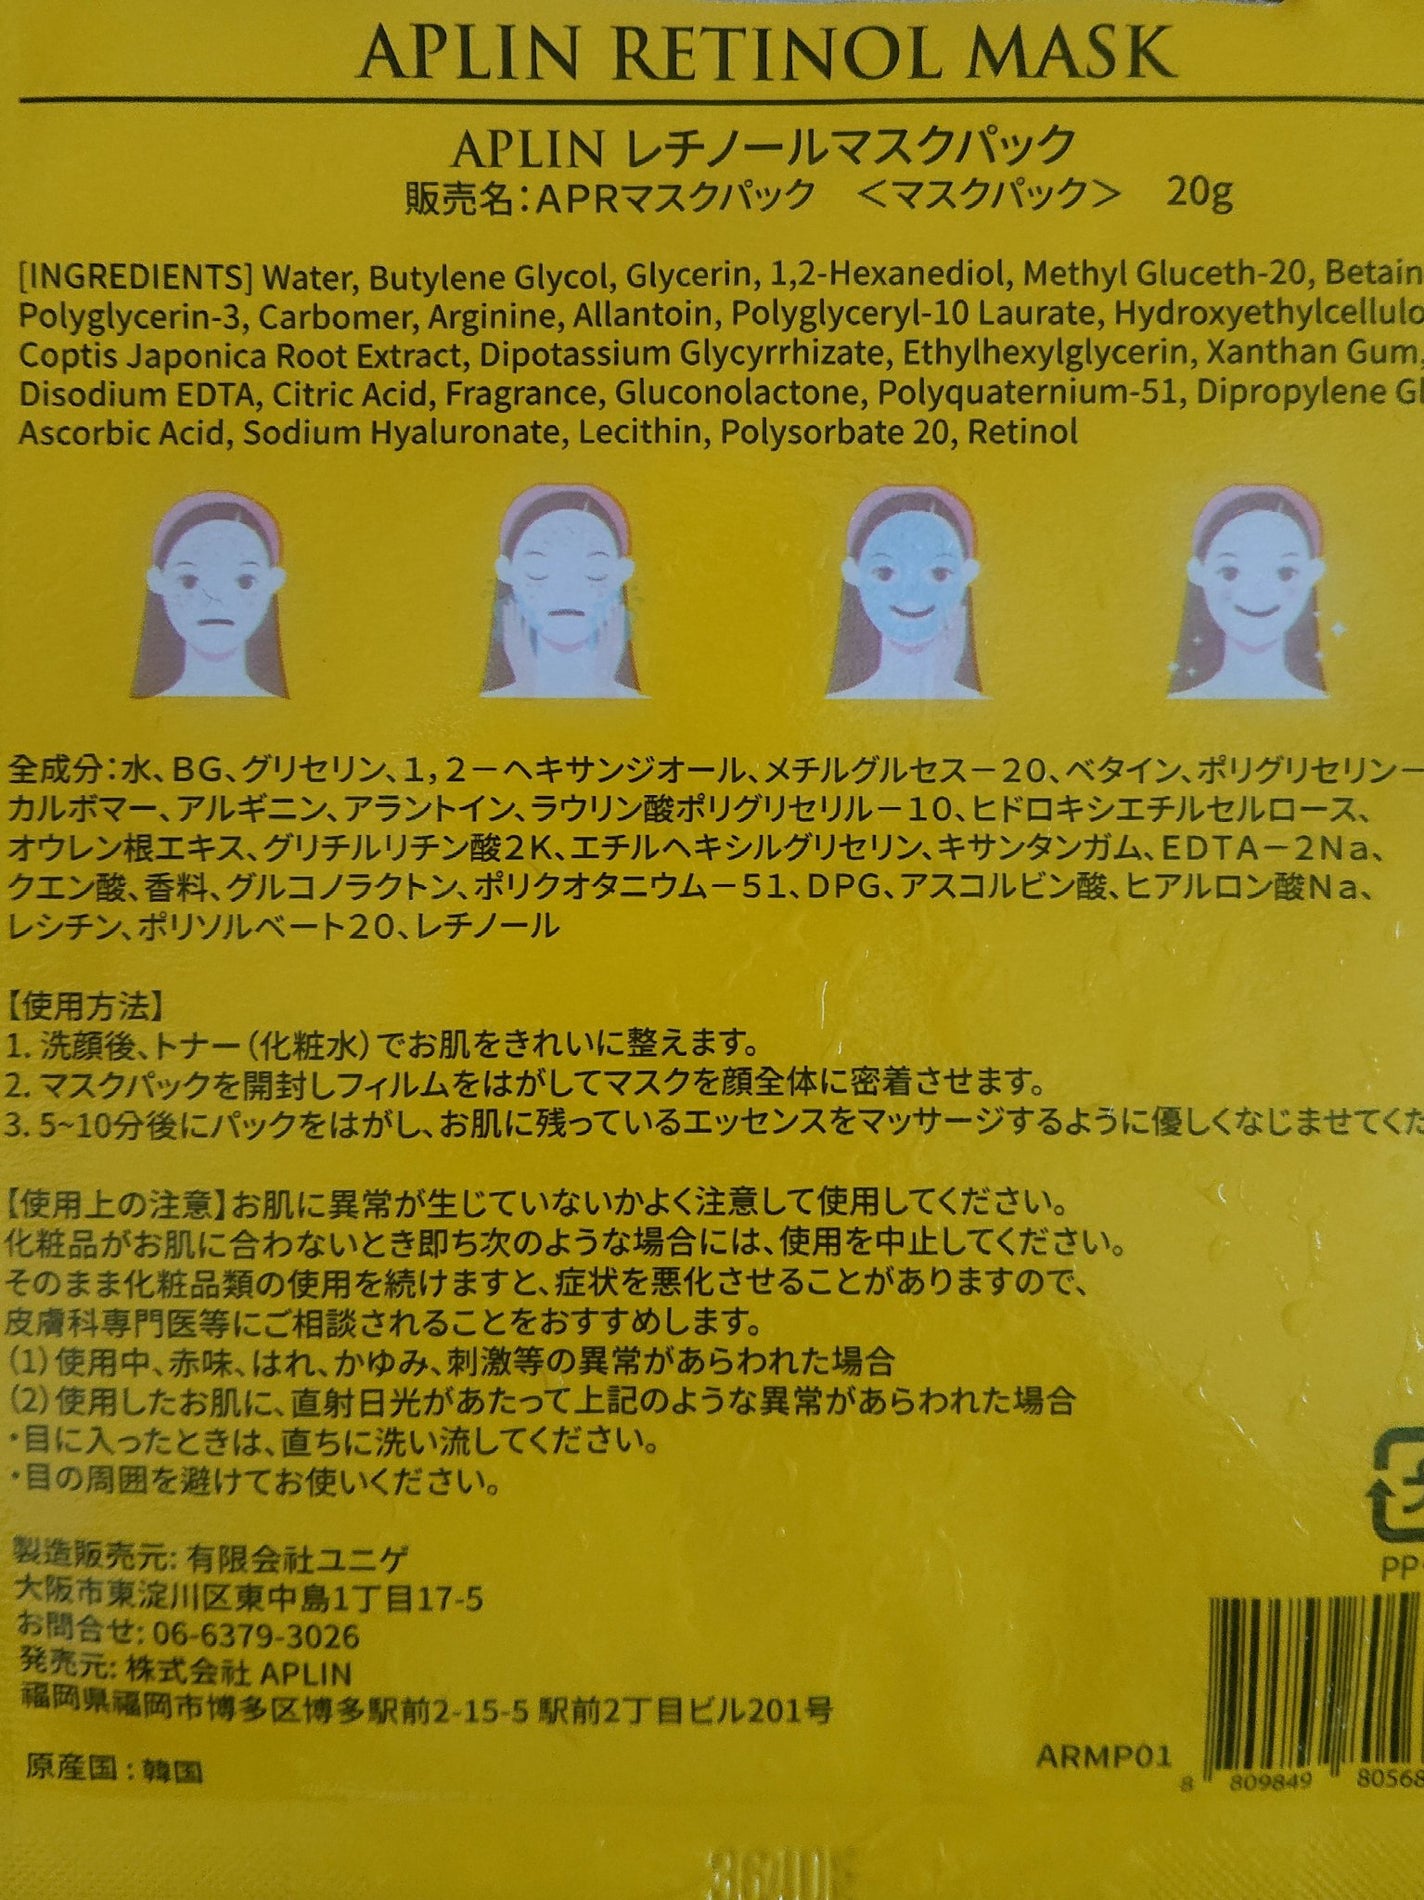 APLIN RETINOL MASK
APLIN レチノールマスクパック
販売名：APRマスクパック　＜マスクパック＞　20g
[INGREDIENTS] Water, Butylene Glycol, Glycerin, 1,2-Hexanediol, Methyl Gluceth-20, Betain
Polyglycerin-3, Carbomer, Arginine, Allantoin, Polyglyceryl-10 Laurate, Hydroxyethylcellulo
Coptis Japonica Root Extract, Dipotassium Glycyrrhizate, Ethylhexylglycerin, Xanthan Gum,
Disodium EDTA, Citric Acid, Fragrance, Gluconolactone, Polyquaternium-51, Dipropylene Gl
Ascorbic Acid, Sodium Hyaluronate, Lecithin, Polysorbate 20, Retinol
全成分：水、BG、グリセリン、1，2－ヘキサンジオール、メチルグルセス－20、ベタイン、ポリグリセリン－
カルボマー、アルギニン、アラントイン、ラウリン酸ポリグリセリル－10、ヒドロキシエチルセルロース、
オウレン根エキス、グリチルリチン酸2K、エチルヘキシルグリセリン、キサンタンガム、EDTA－2Na、
クエン酸、香料、グルコノラクトン、ポリクオタニウム－51、DPG、アスコルビン酸、ヒアルロン酸Na、
レシチン、ポリソルベート20、レチノール
【使用方法】
1. 洗顔後、トナー（化粧水）でお肌をきれいに整えます。
2. マスクパックを開封しフィルムをはがしてマスクを顔全体に密着させます。
3. 5~10分後にパックをはがし、お肌に残っているエッセンスをマッサージするように優しくなじませてくだ
【使用上の注意】お肌に異常が生じていないかよく注意して使用してください。
化粧品がお肌に合わないとき即ち次のような場合には、使用を中止してください。
そのまま化粧品類の使用を続けますと、症状を悪化させることがありますので、
皮膚科専門医等にご相談されることをおすすめします。
(1) 使用中、赤味、はれ、かゆみ、刺激等の異常があらわれた場合
(2) 使用したお肌に、直射日光があたって上記のような異常があらわれた場合
・目に入ったときは、直ちに洗い流してください。
・目の周囲を避けてお使いください。
製造販売元: 有限会社ユニゲ
大阪市東淀川区東中島1丁目17-5
お問合せ: 06-6379-3026
発売元: 株式会社 APLIN
福岡県福岡市博多区博多駅前2-15-5 駅前2丁目ビル201号
原産国 : 韓国
PP
ARMP01
8 809849 80568